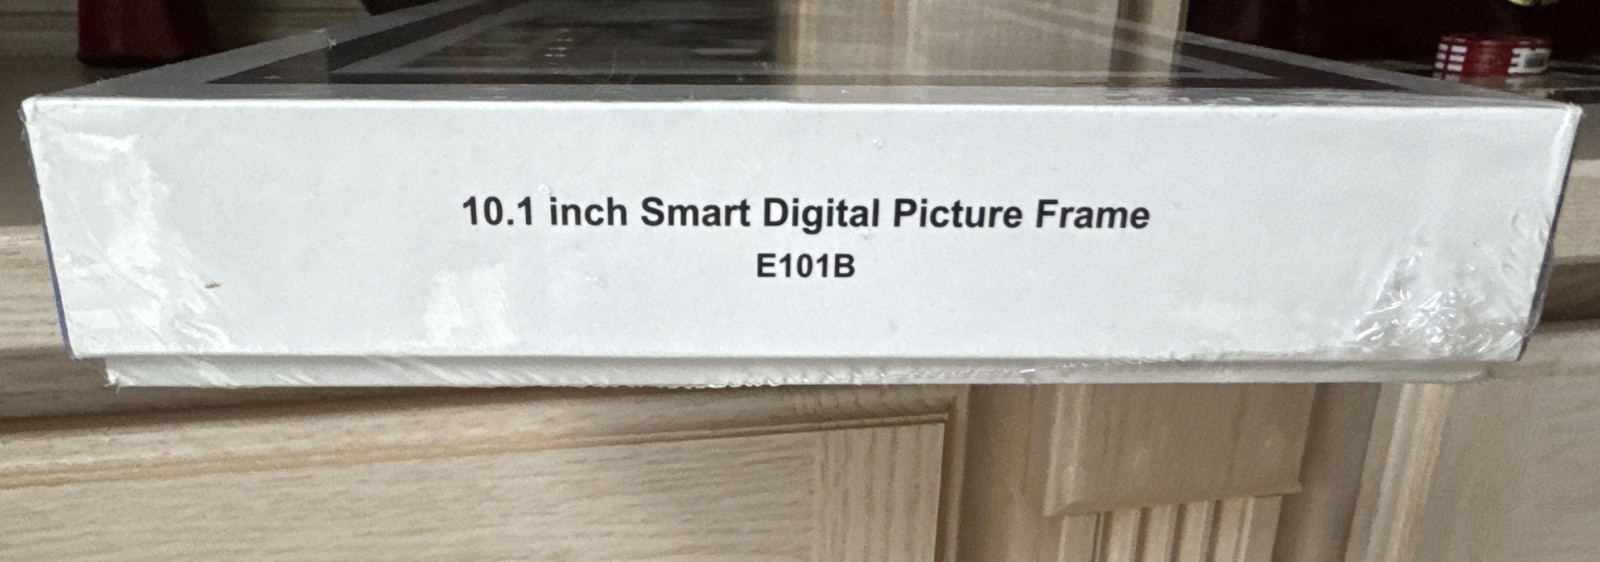 10.1 inch Smart Digital Picture Frame
E101B